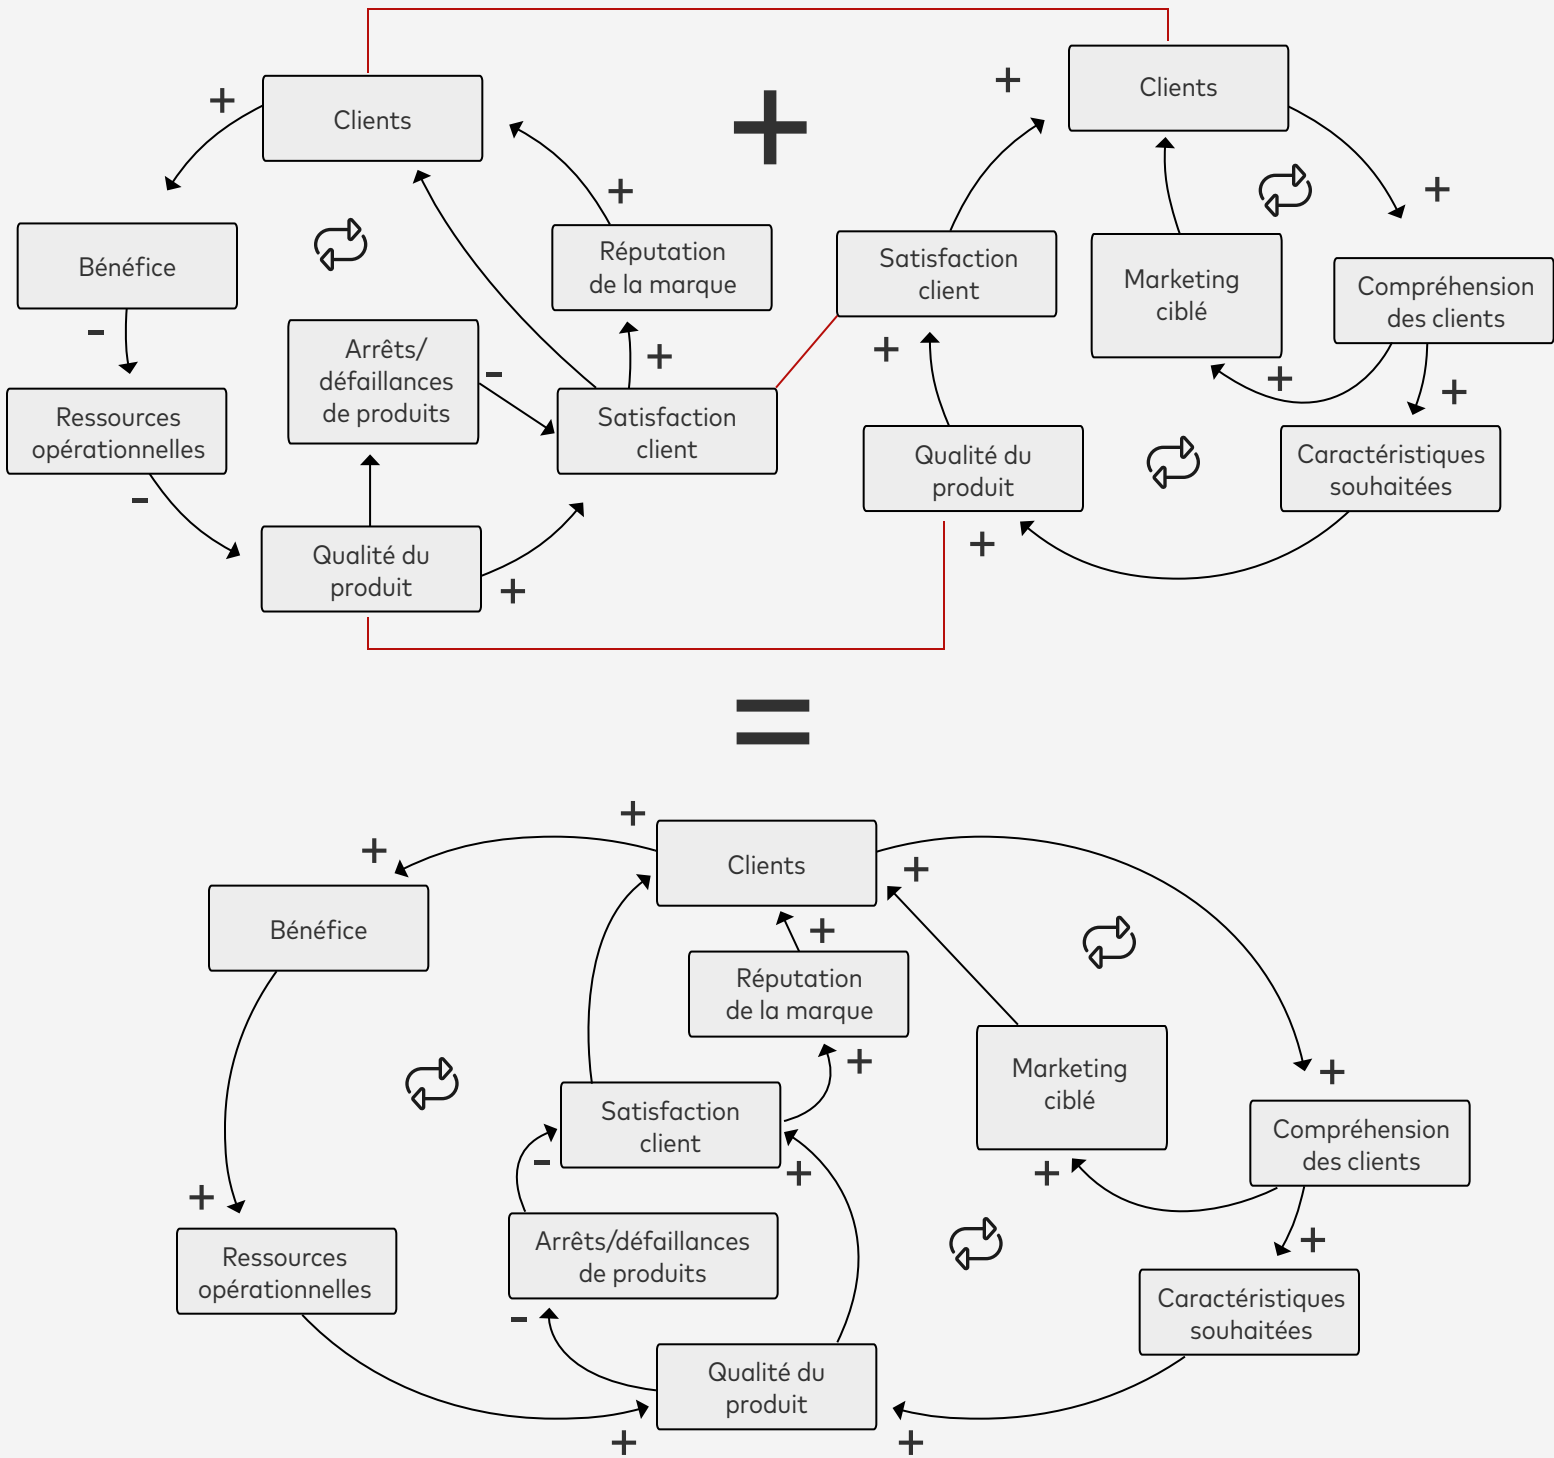 Clients
+
Bénéfice
-
Ressources
opérationnelles
-
Arrêts/
défaillances
de produits
-
Qualité du
produit
+
Réputation
de la marque
+
+
Satisfaction
client
+
Clients
+
Satisfaction
client
+
Marketing
ciblé
+
Compréhension
des clients
+
+
Qualité du
produit
+
Caractéristiques
souhaitées
=
+
Clients
+
+
Bénéfice
+
Réputation
de la marque
+
Marketing
ciblé
+
+
Satisfaction
client
-
+
Compréhension
des clients
+
+
Arrêts/défaillances
de produits
-
Ressources
opérationnelles
Caractéristiques
souhaitées
Qualité du
produit
+
+